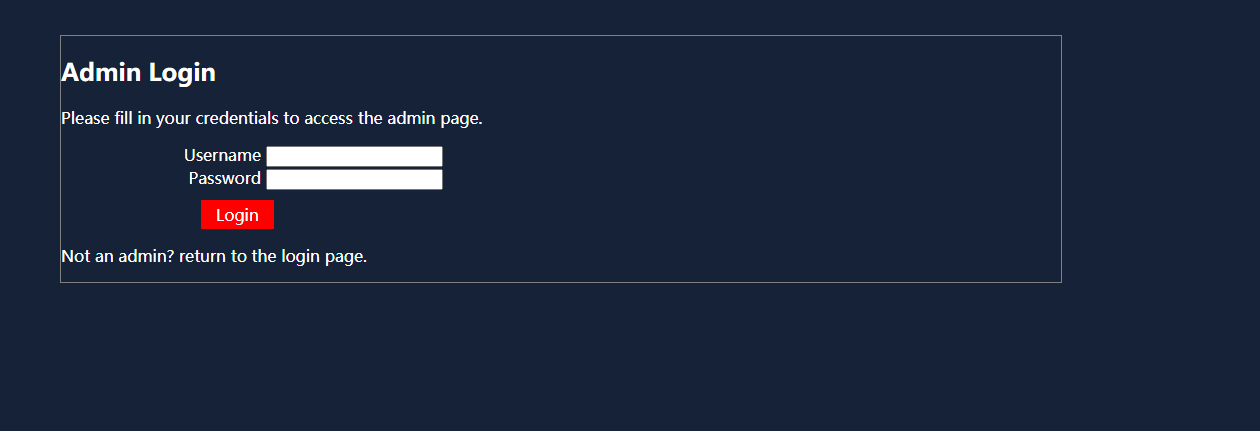 Admin Login
Please fill in your credentials to access the admin page.
Username
Password
Login
Not an admin? return to the login page.